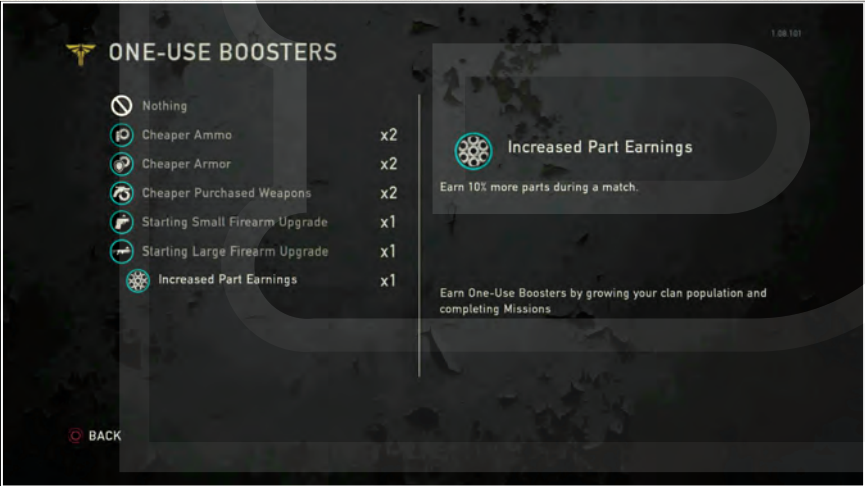 1.08.101
ONE-USE BOOSTERS
Nothing
Cheaper Ammo x2
Cheaper Armor x2
Cheaper Purchased Weapons x2
Starting Small Firearm Upgrade x1
Starting Large Firearm Upgrade x1
Increased Part Earnings x1
Increased Part Earnings
Earn 10% more parts during a match.
Earn One-Use Boosters by growing your clan population and
completing Missions
BACK